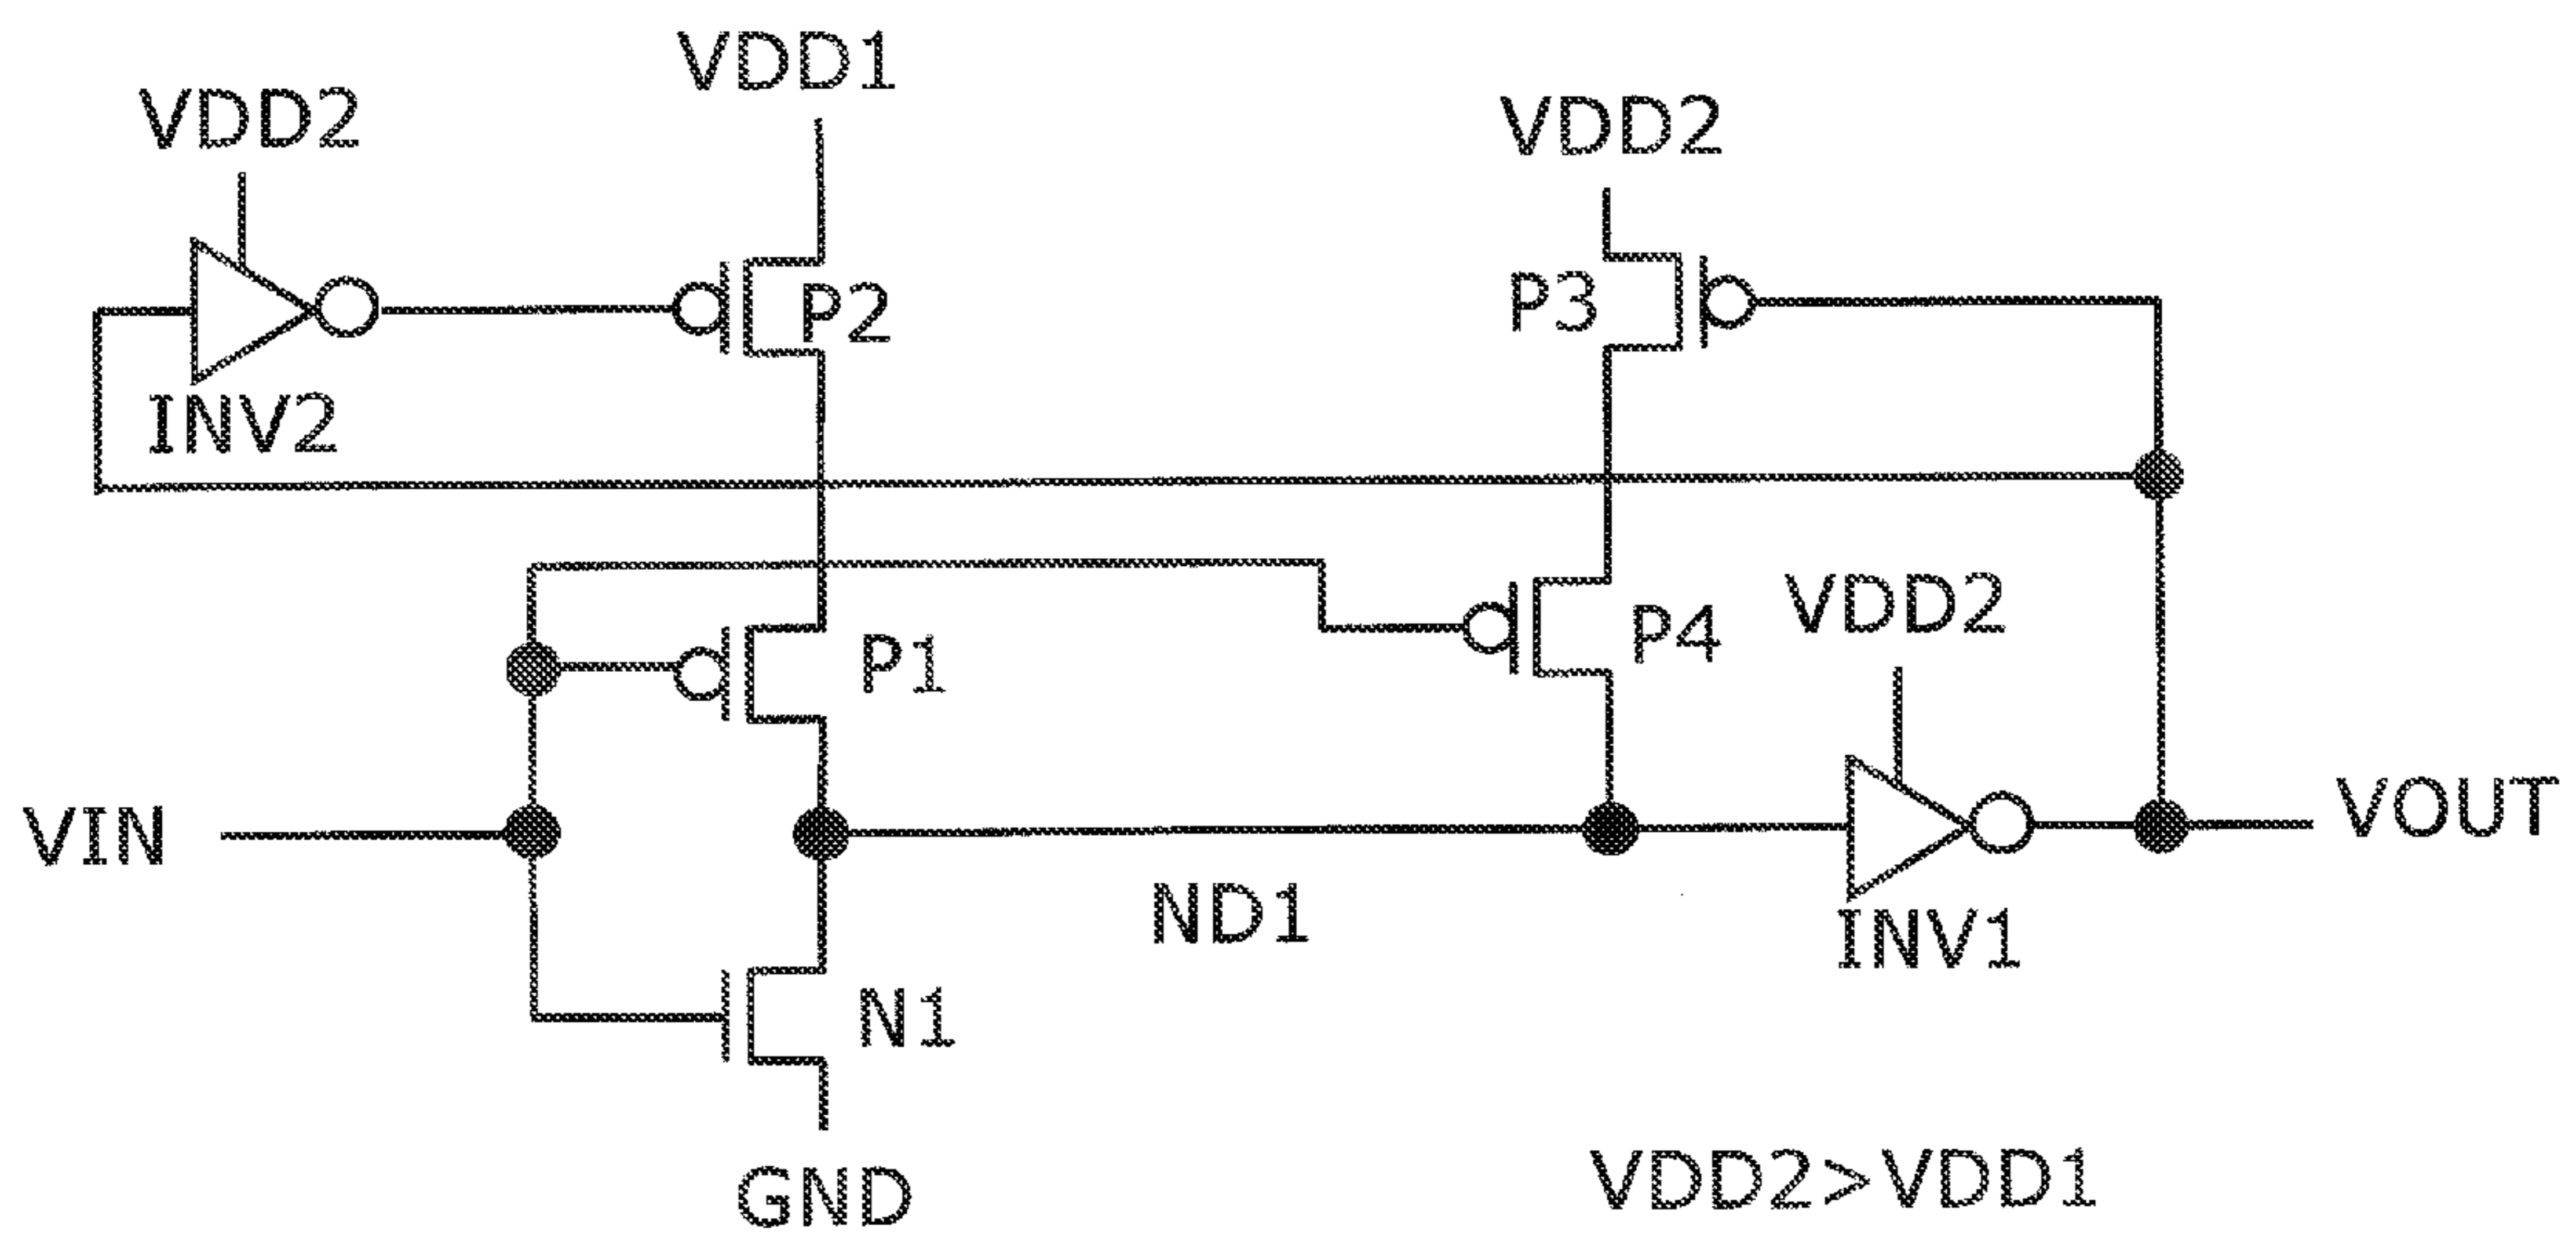 VDD1
VDD2
VDD2
P2
P3
INV2
VDD2
P4
P1
VIN
VOUT
ND1
INV1
N1
VDD2>VDD1
GND